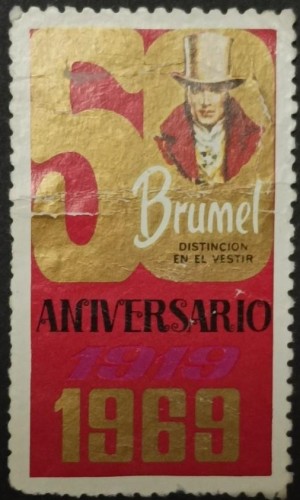 50
Brumel
DISTINCION
EN EL VESTIR
ANIVERSARIO
1919
1969